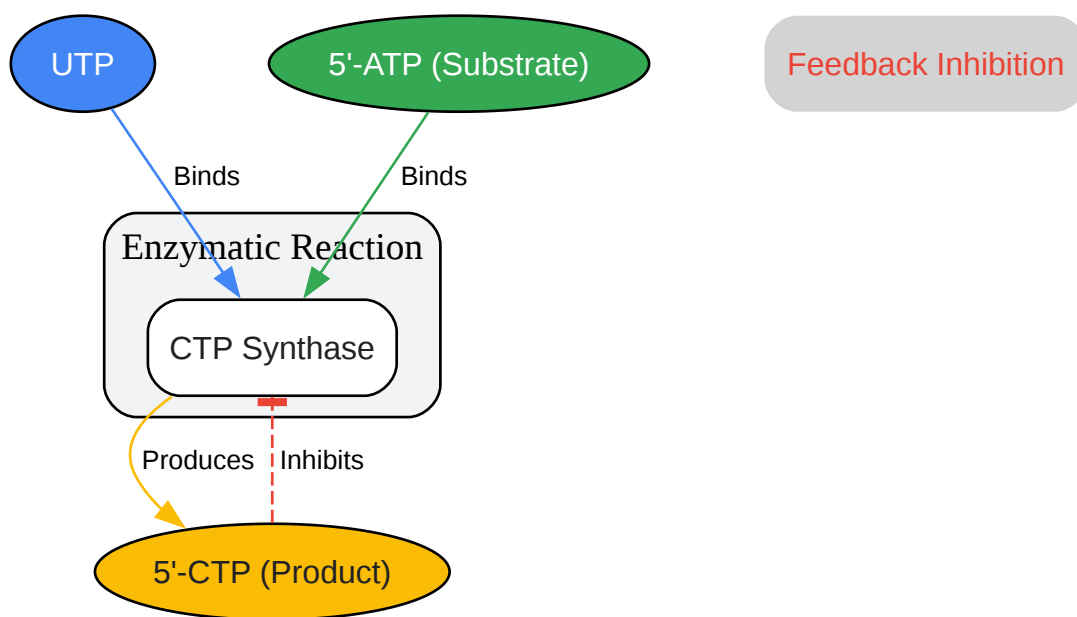 UTP
5'-ATP (Substrate)
Feedback Inhibition
Binds
Binds
Enzymatic Reaction
CTP Synthase
Produces
Inhibits
5'-CTP (Product)